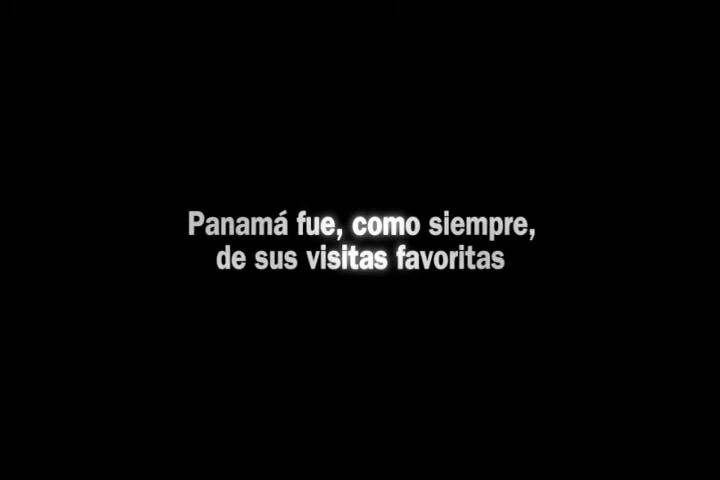 Panamá fue, como siempre,
de sus visitas favoritas